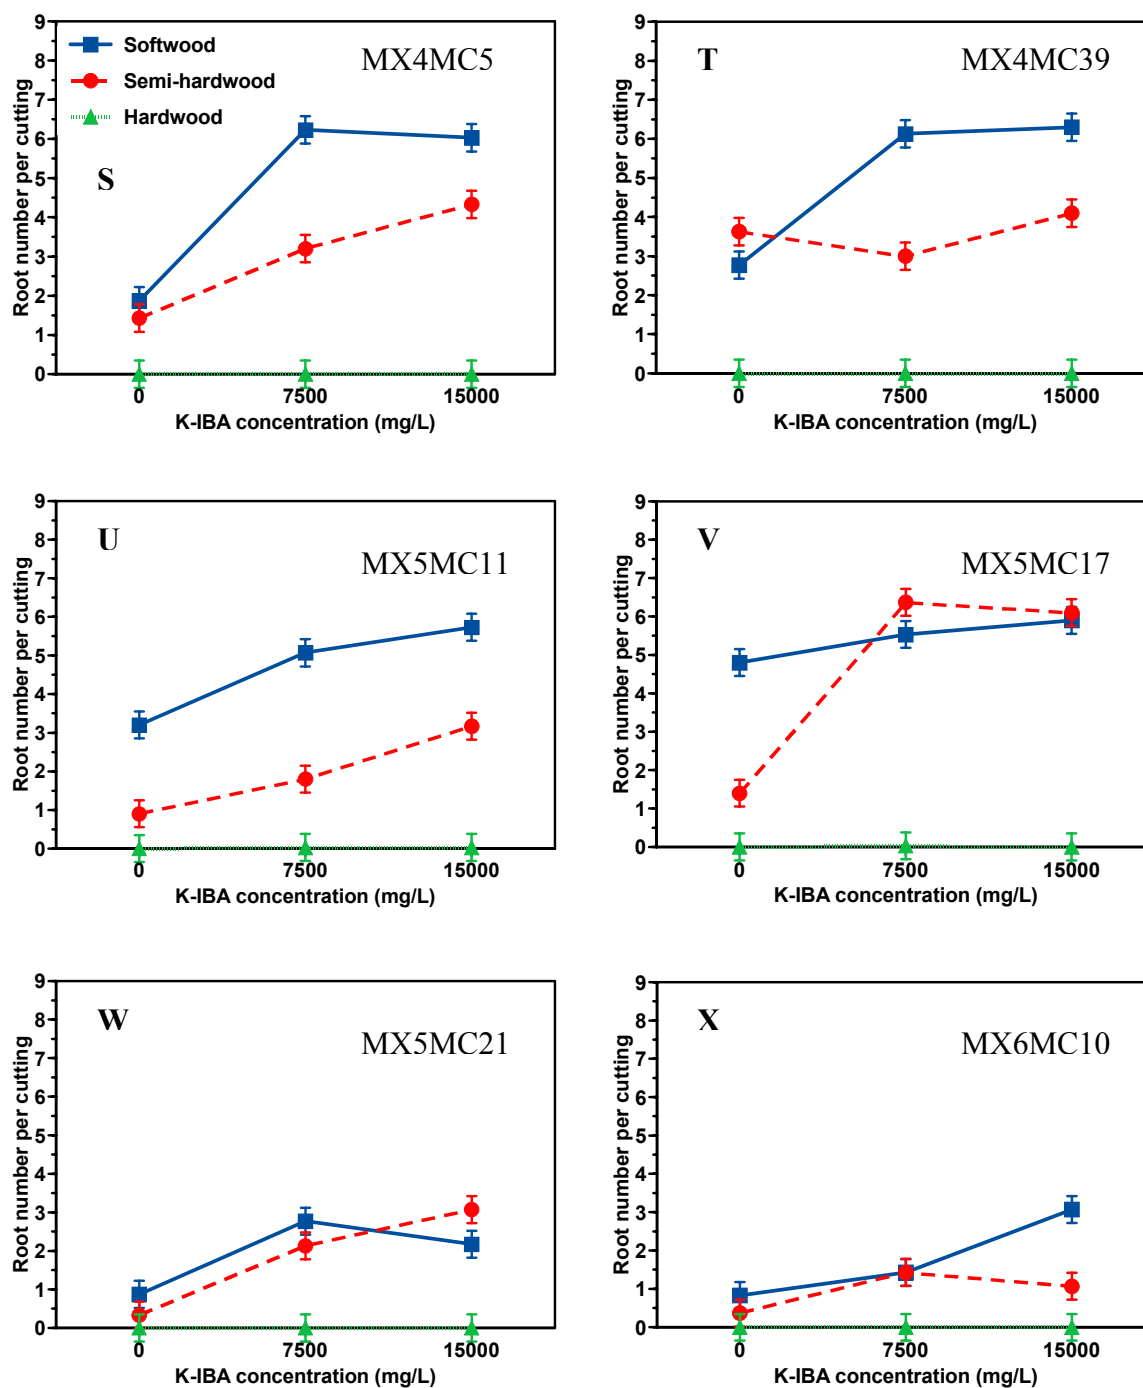 Softwood
Semi-hardwood
Hardwood
S
MX4MC5
Root number per cutting
9
8
7
6
5
4
3
2
1
0
0 7500 15000
K-IBA concentration (mg/L)
T
MX4MC39
Root number per cutting
9
8
7
6
5
4
3
2
1
0
0 7500 15000
K-IBA concentration (mg/L)
U
MX5MC11
Root number per cutting
9
8
7
6
5
4
3
2
1
0
0 7500 15000
K-IBA concentration (mg/L)
V
MX5MC17
Root number per cutting
9
8
7
6
5
4
3
2
1
0
0 7500 15000
K-IBA concentration (mg/L)
W
MX5MC21
Root number per cutting
9
8
7
6
5
4
3
2
1
0
0 7500 15000
K-IBA concentration (mg/L)
X
MX6MC10
Root number per cutting
9
8
7
6
5
4
3
2
1
0
0 7500 15000
K-IBA concentration (mg/L)